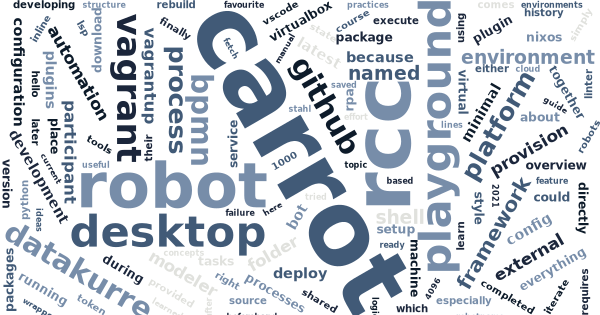 developing
structure
rebuild
favourite
vscode
practices
comes
environments
configuration
inline
lsp
download
automation
finally
virtualbox
course
execute
using
history
plugin
nixos
simply
vagrant
vagrantup
process
bpmn
carrot
fetch
manual
state
latest
package
because
named
environment
either
cloud
together
linter
plugins
hello
later
place
participant
github
saved
rpa
effort
rcc
playground
virtual
minimal
platform
guide
about
robots
development
current
tools
their
service
stahl
1000
topic
based
lines
provision
overview
version
python
ideas
useful
robot
desktop
failure
here
bot
tried
shell
setup
ready
machine
learn
style
2021
framework
feature
could
directly
config
external
everything
datakurre
during
concepts
tasks
folder
modeler
provided
right
processes
deploy
shared
source
which
4096
especially
completed
iterate
requires
packages
running
token